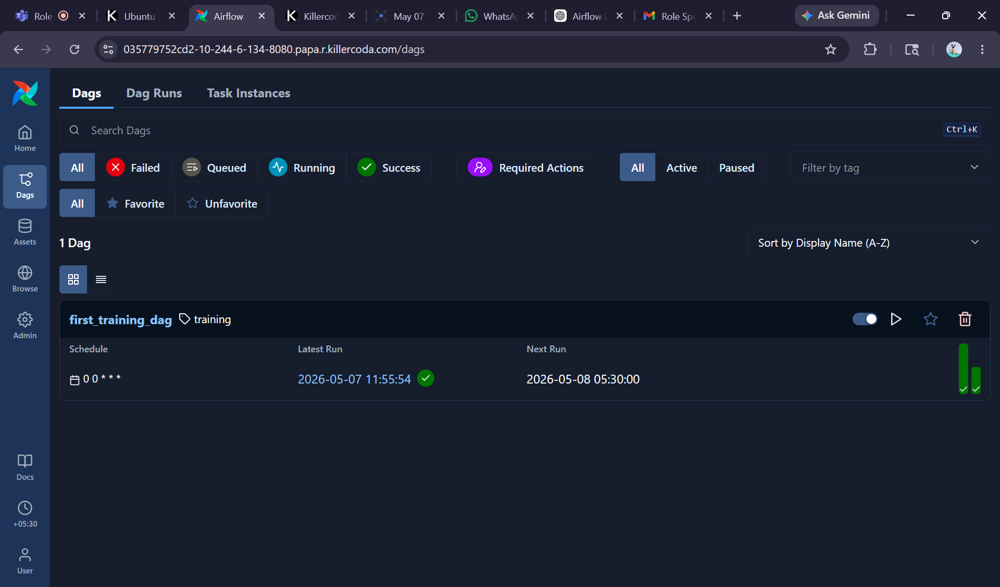 Role
Ubuntu
Airflow
Killercod
May 07
WhatsA
Airflow
Role Spe
Ask Gemini
035779752cd2-10-244-6-134-8080.papa.r.killercoda.com/dags
Dags Dag Runs Task Instances
Search Dags Ctrl+K
Home
All Failed Queued Running Success Required Actions All Active Paused Filter by tag
Dags
All Favorite Unfavorite
Assets
1 Dag Sort by Display Name (A-Z)
Browse
first_training_dag training
Admin
Schedule Latest Run Next Run
0 0 * * * 2026-05-07 11:55:54 2026-05-08 05:30:00
Docs
+05:30
User